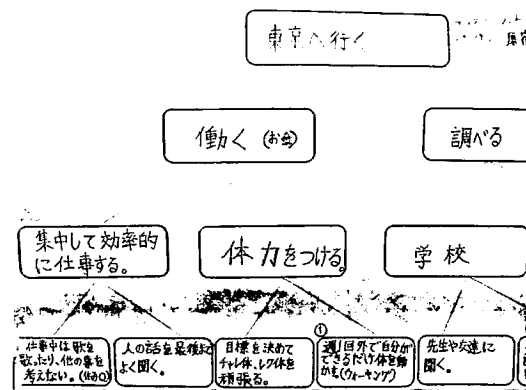 東京へ行く
働く (お母)
調べる
集中して効率的
に仕事する。
体力をつける。
学校
仕事中は歌を
歌ったり、他の事を
考えない。
人の話を最後まで
よく聞く。
目標を決めて
チャレ体、レク体を
頑張る。
①
週1回外で自分が
できるだけ体を動
かす(ウォーキング)
先生や友達に
聞く。